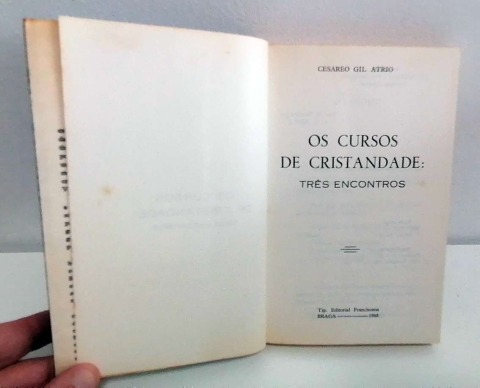 CESAREO GIL ATRIO
OS CURSOS
DE CRISTANDADE:
TRÊS ENCONTROS
Tip. Editorial Franciscana
BRAGA